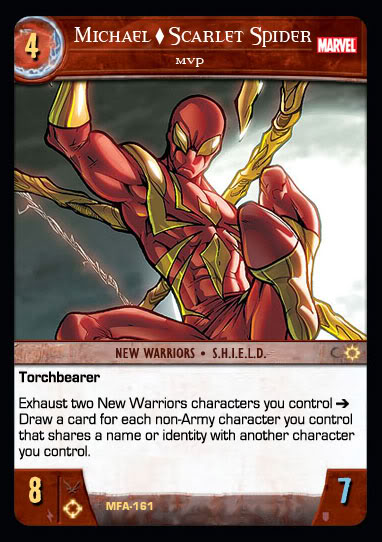 4
Michael ♦ Scarlet Spider
MVP
MARVEL
NEW WARRIORS • S.H.I.E.L.D.
C
Torchbearer
Exhaust two New Warriors characters you control ➔
Draw a card for each non-Army character you control
that shares a name or identity with another character
you control.
8
MFA-161
7